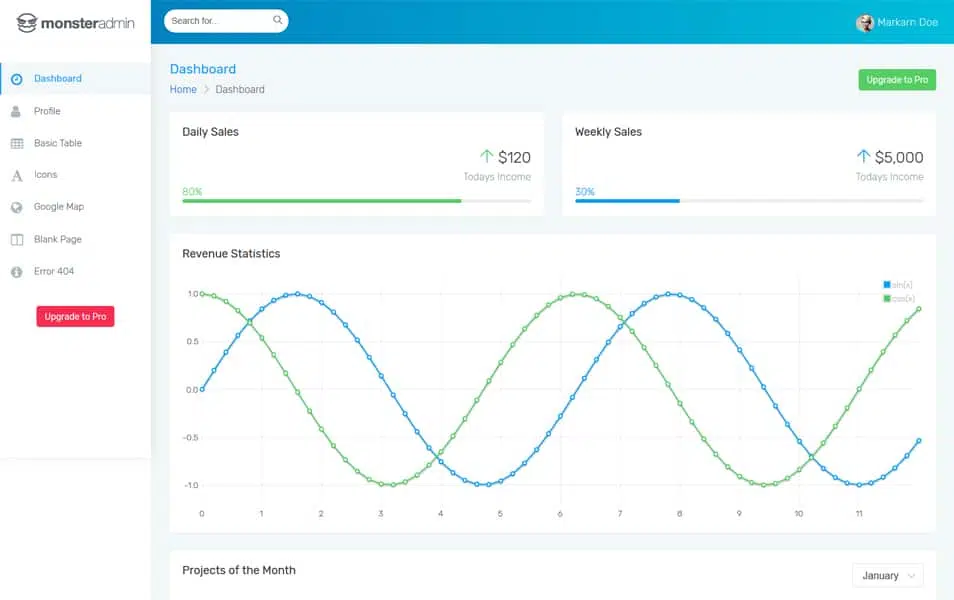 monsteradmin
Search for...
Markarn Doe
Dashboard
Profile
Basic Table
Icons
Google Map
Blank Page
Error 404
Upgrade to Pro
Dashboard
Home > Dashboard
Upgrade to Pro
Daily Sales
$120
Todays Income
80%
Weekly Sales
$5,000
Todays Income
30%
Revenue Statistics
sin(x)
cos(x)
1.0
0.5
0.0
-0.5
-1.0
0 1 2 3 4 5 6 7 8 9 10 11
Projects of the Month
January